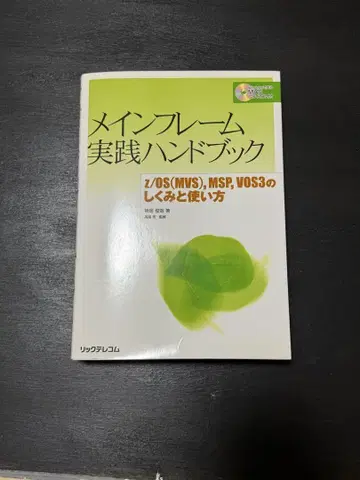 メインフレーム
実践ハンドブック
z/OS(MVS), MSP, VOS3の
しくみと使い方
リックテレコム